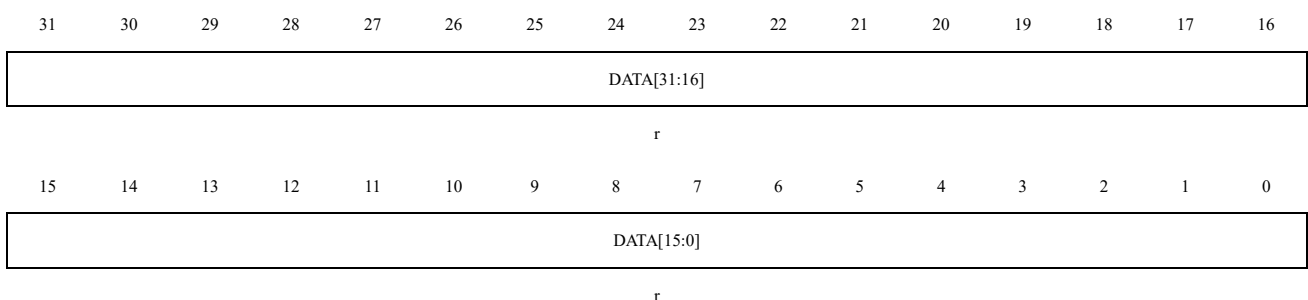 31 30 29 28 27 26 25 24 23 22 21 20 19 18 17 16
DATA[31:16]
r
15 14 13 12 11 10 9 8 7 6 5 4 3 2 1 0
DATA[15:0]
r